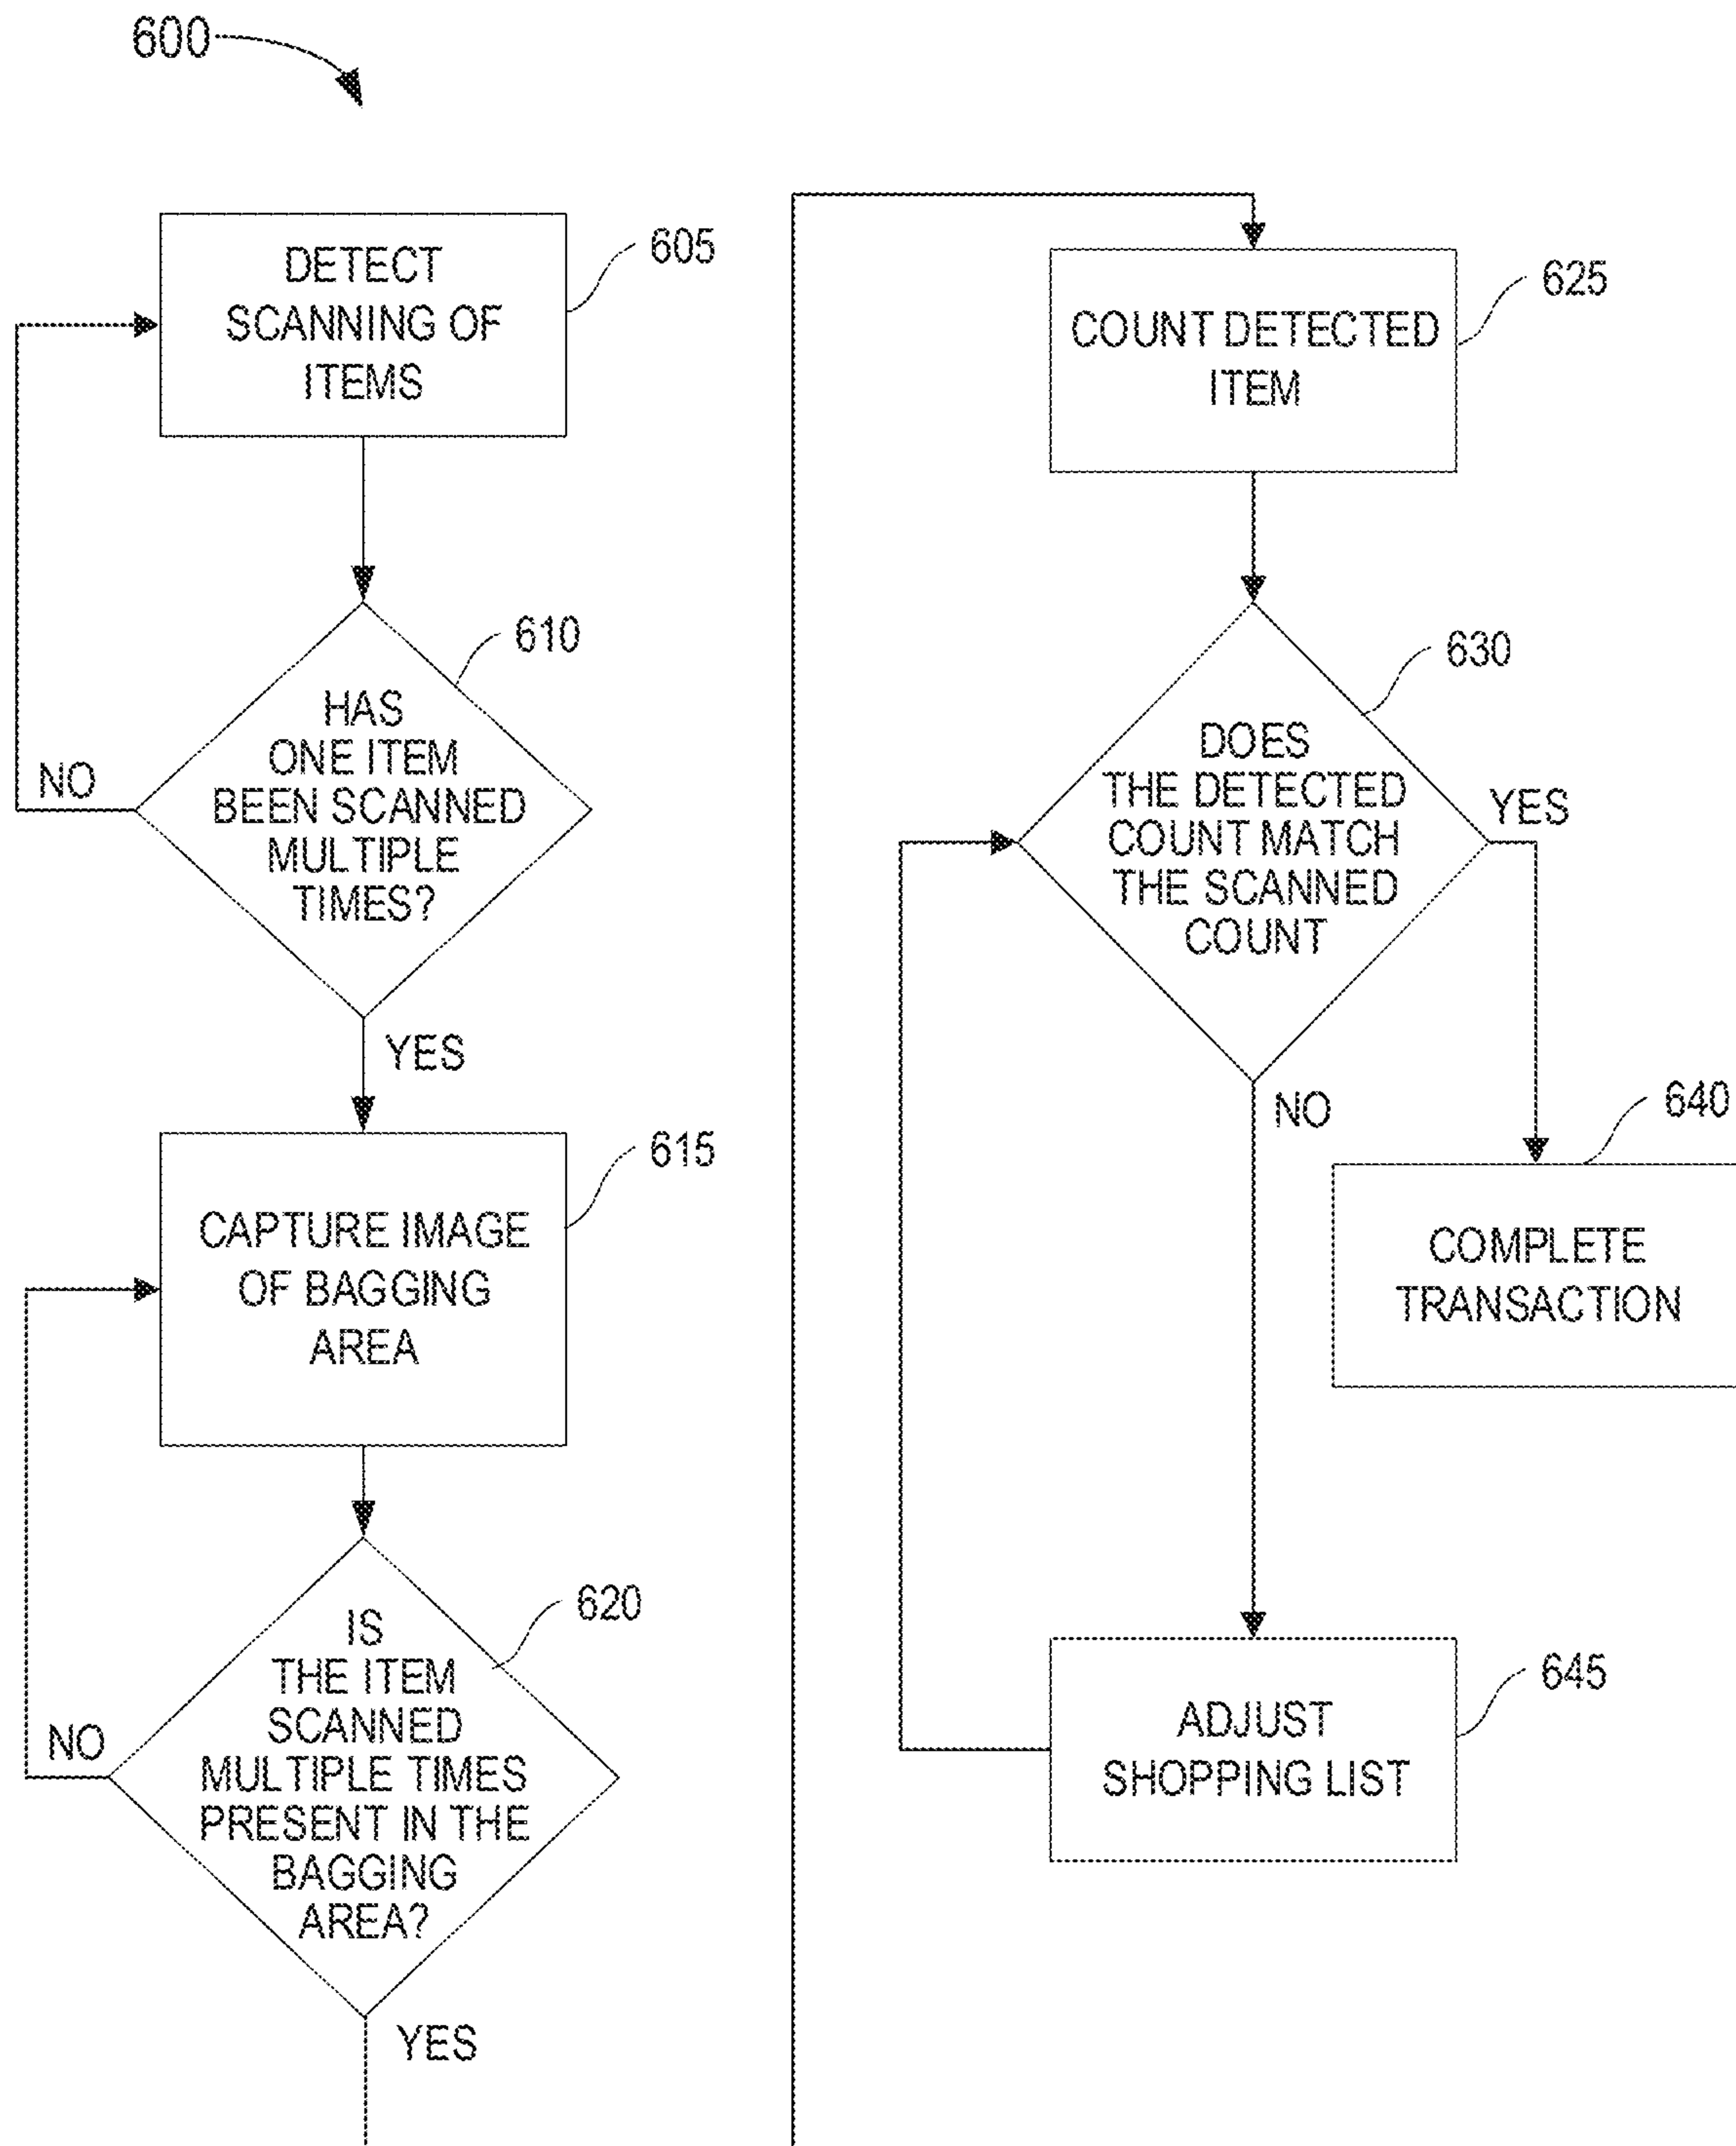 600
DETECT
SCANNING OF
ITEMS
605
HAS
ONE ITEM
BEEN SCANNED
MULTIPLE
TIMES?
610
NO
YES
CAPTURE IMAGE
OF BAGGING
AREA
615
IS
THE ITEM
SCANNED
MULTIPLE TIMES
PRESENT IN THE
BAGGING
AREA?
620
NO
YES
COUNT DETECTED
ITEM
625
DOES
THE DETECTED
COUNT MATCH
THE SCANNED
COUNT
630
YES
NO
COMPLETE
TRANSACTION
640
ADJUST
SHOPPING LIST
645